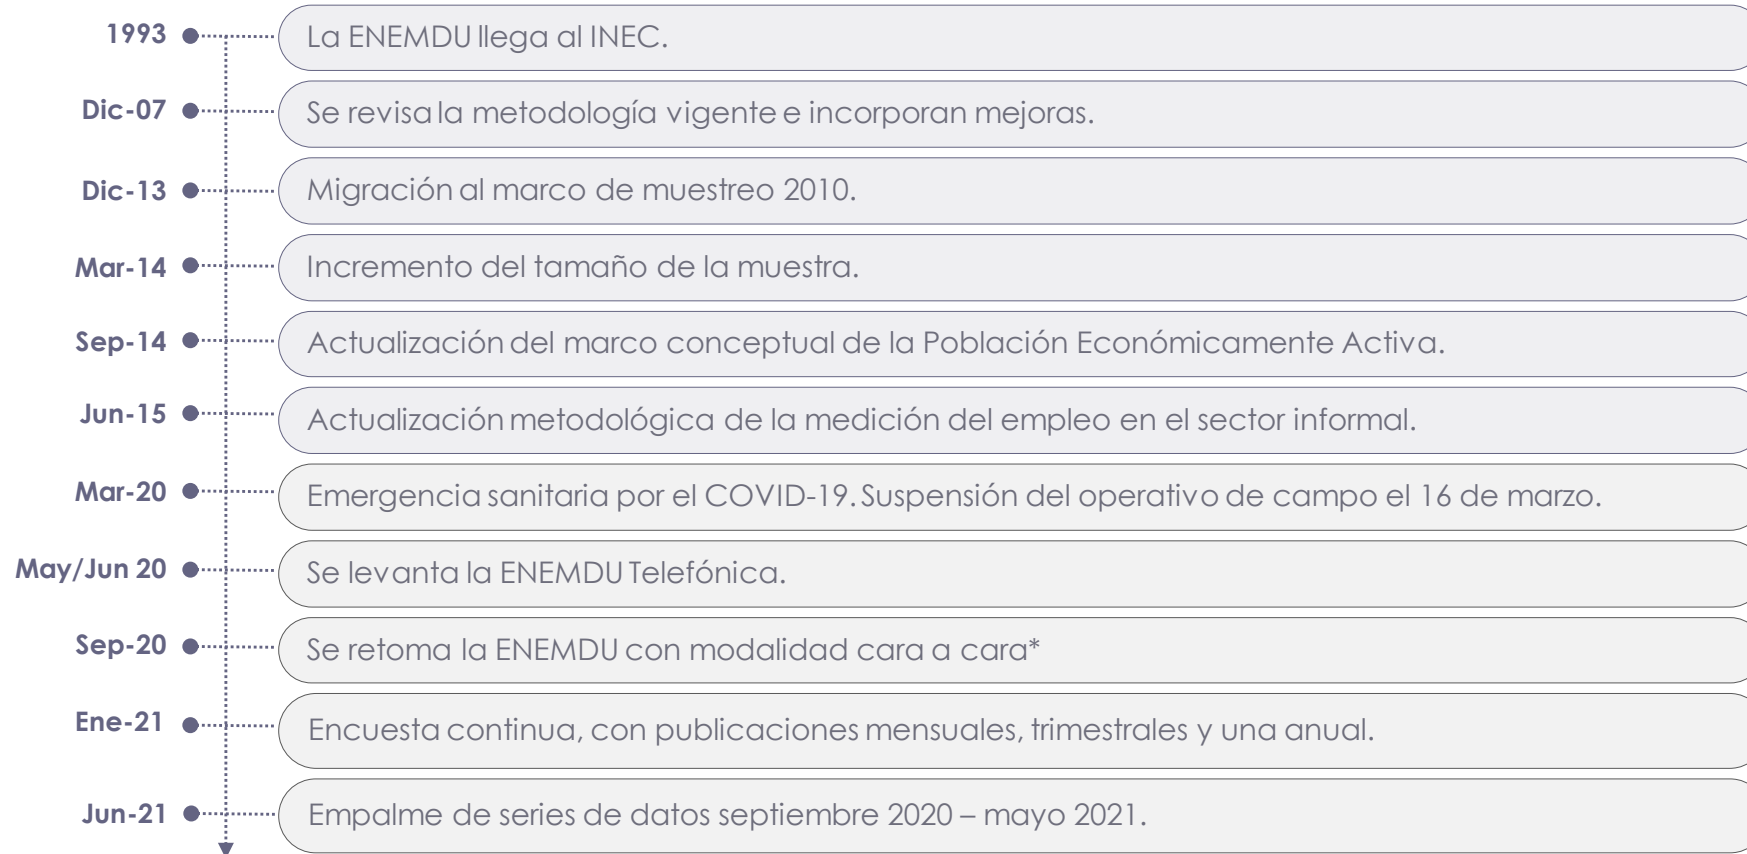 1993 La ENEMDU llega al INEC.
Dic-07 Se revisa la metodología vigente e incorporan mejoras.
Dic-13 Migración al marco de muestreo 2010.
Mar-14 Incremento del tamaño de la muestra.
Sep-14 Actualización del marco conceptual de la Población Económicamente Activa.
Jun-15 Actualización metodológica de la medición del empleo en el sector informal.
Mar-20 Emergencia sanitaria por el COVID-19. Suspensión del operativo de campo el 16 de marzo.
May/Jun 20 Se levanta la ENEMDU Telefónica.
Sep-20 Se retoma la ENEMDU con modalidad cara a cara*
Ene-21 Encuesta continua, con publicaciones mensuales, trimestrales y una anual.
Jun-21 Empalme de series de datos septiembre 2020 – mayo 2021.